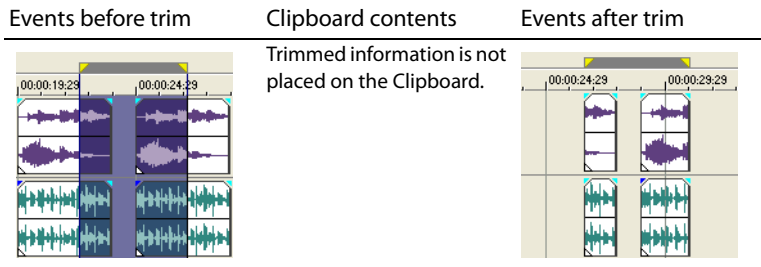 Events before trim
Clipboard contents
Events after trim
Trimmed information is not
placed on the Clipboard.
00:00:19:29
00:00:24:29
00:00:24:29
00:00:29:29